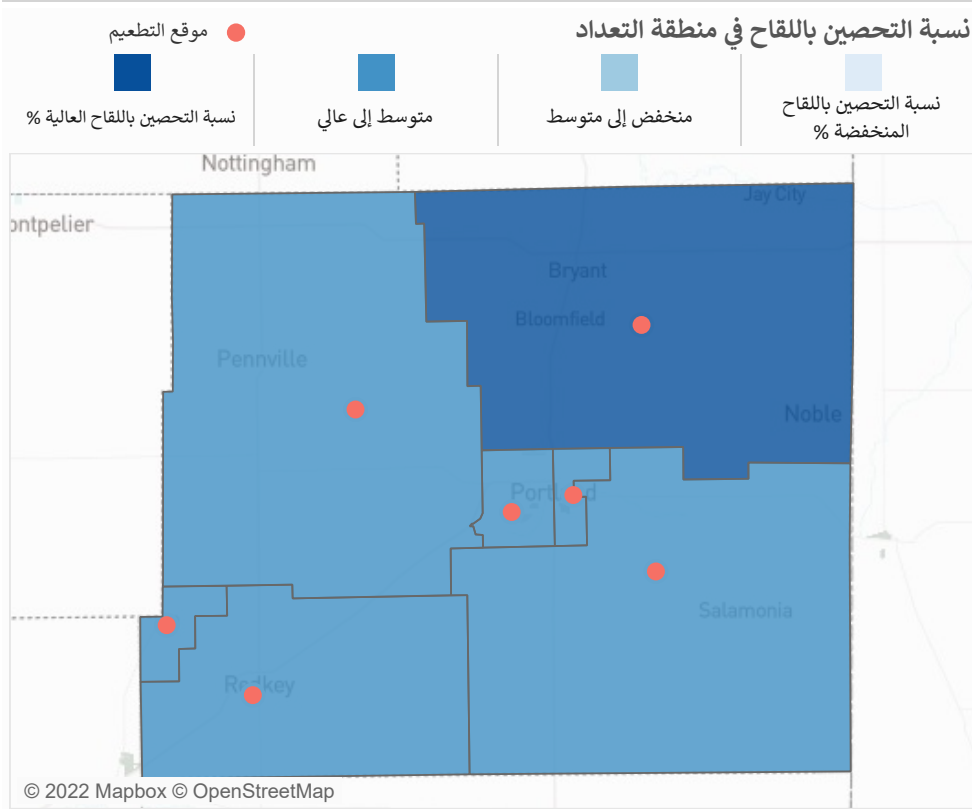 نسبة التحصين باللقاح في منطقة التعداد
موقع التطعيم
نسبة التحصين باللقاح المنخفضة %
منخفض إلى متوسط
متوسط إلى عالي
نسبة التحصين باللقاح العالية %
Nottingham
Jay City
ontpelier
Bryant
Bloomfield
Pennville
Noble
Portland
Salamonia
Redkey
© 2022 Mapbox © OpenStreetMap